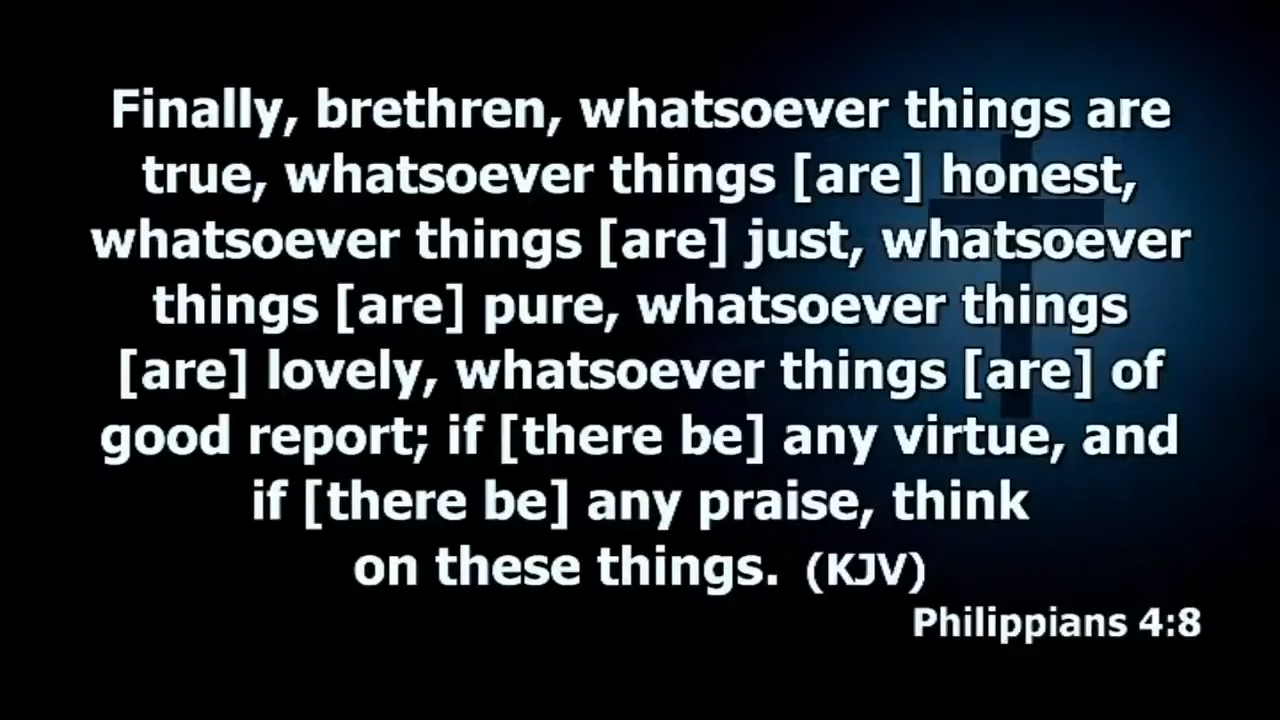 Finally, brethren, whatsoever things are
true, whatsoever things [are] honest,
whatsoever things [are] just, whatsoever
things [are] pure, whatsoever things
[are] lovely, whatsoever things [are] of
good report; if [there be] any virtue, and
if [there be] any praise, think
on these things. (KJV)
Philippians 4:8